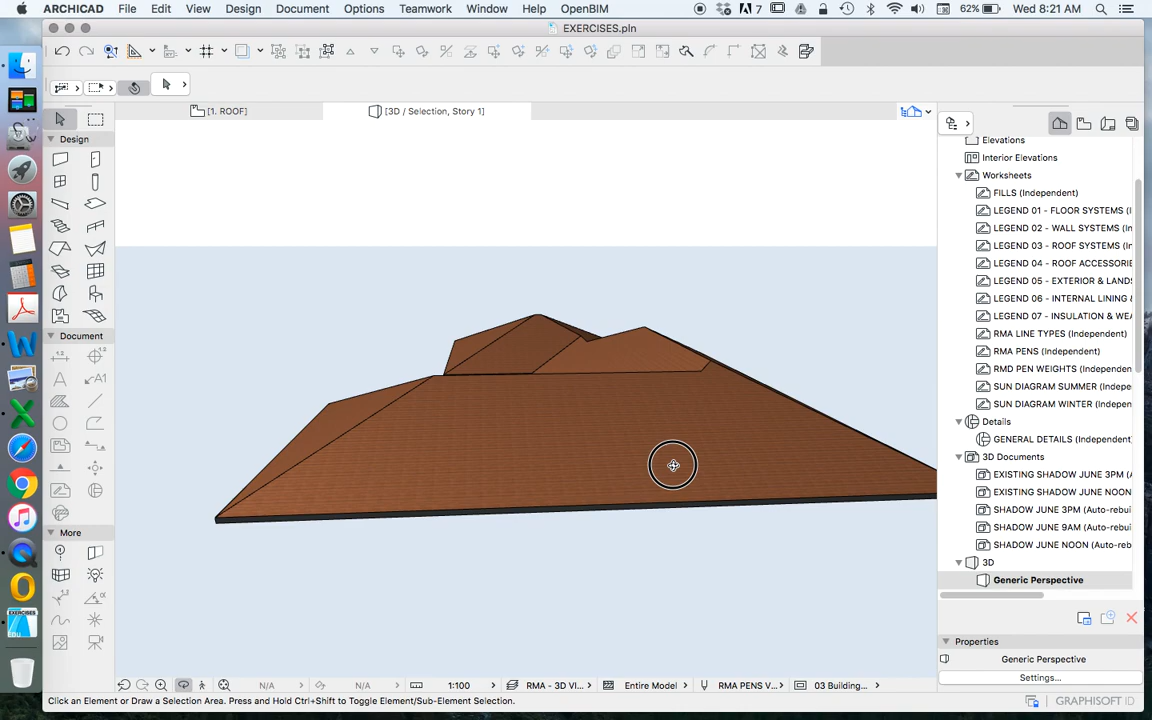 ARCHICAD File Edit View Design Document Options Teamwork Window Help OpenBIM 7 62% Wed 8:21 AM
EXERCISES.pln
[1. ROOF] [3D / Selection, Story 1]
Design
Document
More
Elevations
Interior Elevations
Worksheets
FILLS (Independent)
LEGEND 01 - FLOOR SYSTEMS (I
LEGEND 02 - WALL SYSTEMS (In
LEGEND 03 - ROOF SYSTEMS (In
LEGEND 04 - ROOF ACCESSORIE
LEGEND 05 - EXTERIOR & LANDS
LEGEND 06 - INTERNAL LINING &
LEGEND 07 - INSULATION & WEA
RMA LINE TYPES (Independent)
RMA PENS (Independent)
RMD PEN WEIGHTS (Independent)
SUN DIAGRAM SUMMER (Indepe
SUN DIAGRAM WINTER (Indepen
Details
GENERAL DETAILS (Independent
3D Documents
EXISTING SHADOW JUNE 3PM (A
EXISTING SHADOW JUNE NOON
SHADOW JUNE 3PM (Auto-rebui
SHADOW JUNE 9AM (Auto-rebui
SHADOW JUNE NOON (Auto-rebu
3D
Generic Perspective
Properties
Generic Perspective
Settings...
N/A N/A 1:100 RMA - 3D VI... Entire Model RMA PENS V... 03 Building...
Click an Element or Draw a Selection Area. Press and Hold Ctrl+Shift to Toggle Element/Sub-Element Selection.
GRAPHISOFT ID